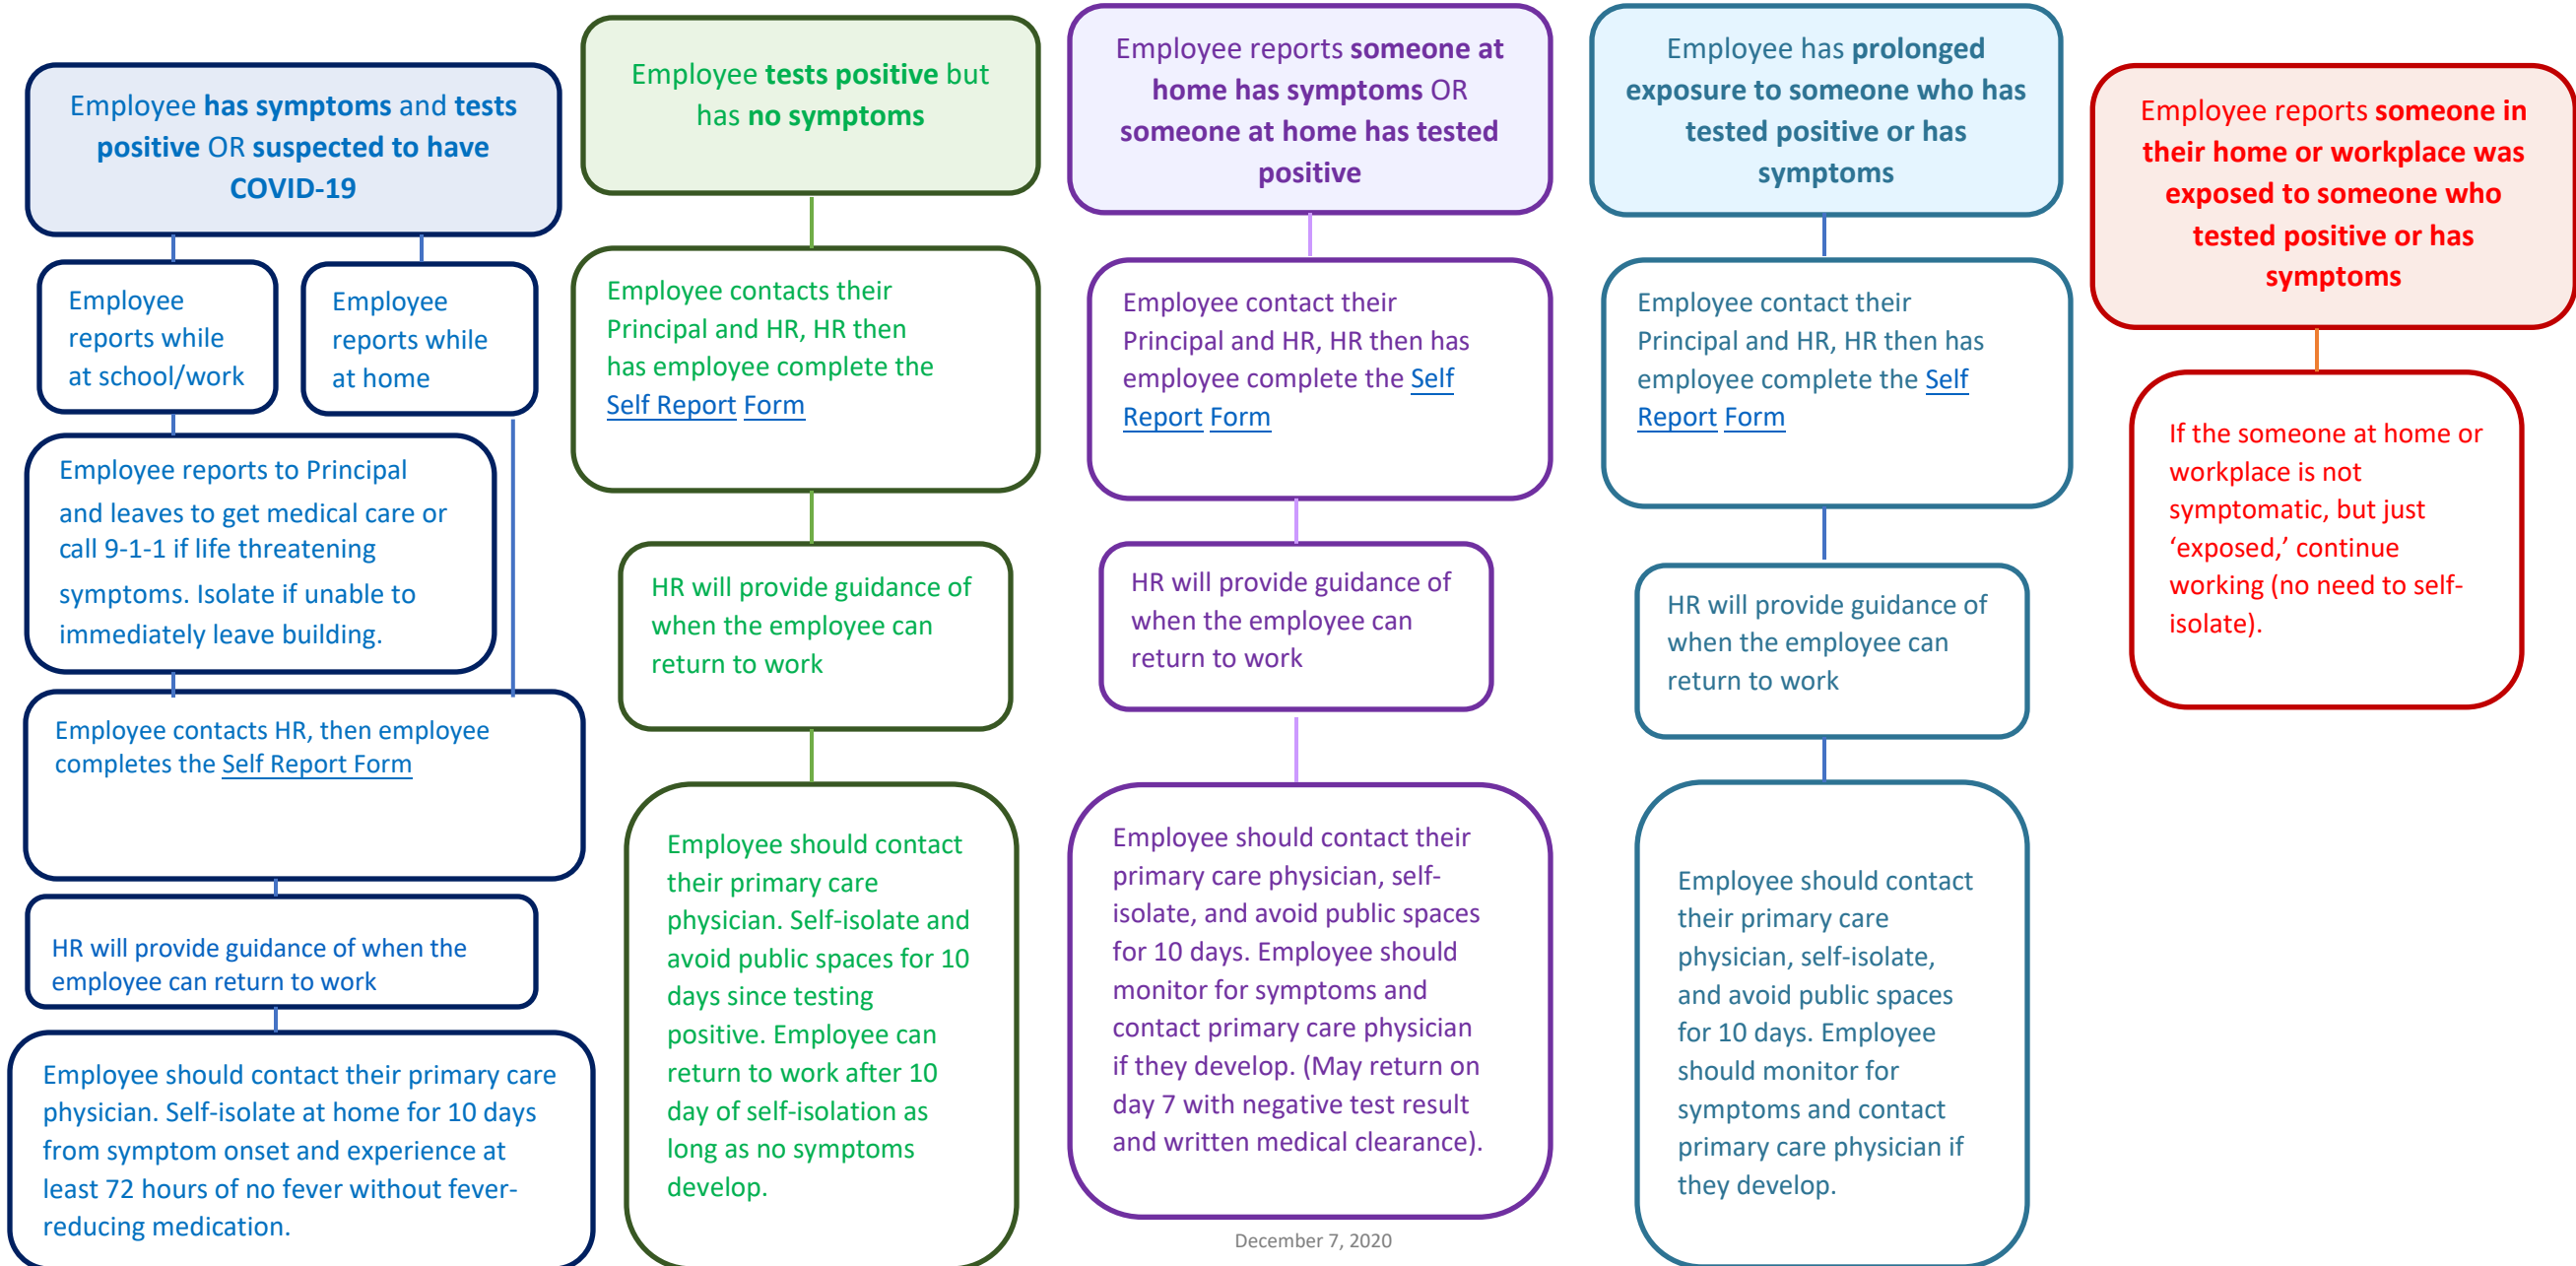 Employee has symptoms and tests
positive OR suspected to have
COVID-19
Employee
reports while
at school/work
Employee
reports while
at home
Employee reports to Principal
and leaves to get medical care or
call 9-1-1 if life threatening
symptoms. Isolate if unable to
immediately leave building.
Employee contacts HR, then employee
completes the Self Report Form
HR will provide guidance of when the
employee can return to work
Employee should contact their primary care
physician. Self-isolate at home for 10 days
from symptom onset and experience at
least 72 hours of no fever without fever-
reducing medication.
Employee tests positive but
has no symptoms
Employee contacts their
Principal and HR, HR then
has employee complete the
Self Report Form
HR will provide guidance of
when the employee can
return to work
Employee should contact
their primary care
physician. Self-isolate and
avoid public spaces for 10
days since testing
positive. Employee can
return to work after 10
day of self-isolation as
long as no symptoms
develop.
Employee reports someone at
home has symptoms OR
someone at home has tested
positive
Employee contact their
Principal and HR, HR then has
employee complete the Self
Report Form
HR will provide guidance of
when the employee can
return to work
Employee should contact their
primary care physician, self-
isolate, and avoid public spaces
for 10 days. Employee should
monitor for symptoms and
contact primary care physician
if they develop. (May return on
day 7 with negative test result
and written medical clearance).
December 7, 2020
Employee has prolonged
exposure to someone who has
tested positive or has
symptoms
Employee contact their
Principal and HR, HR then has
employee complete the Self
Report Form
HR will provide guidance of
when the employee can
return to work
Employee should contact
their primary care
physician, self-isolate,
and avoid public spaces
for 10 days. Employee
should monitor for
symptoms and contact
primary care physician if
they develop.
Employee reports someone in
their home or workplace was
exposed to someone who
tested positive or has
symptoms
If the someone at home or
workplace is not
symptomatic, but just
‘exposed,’ continue
working (no need to self-
isolate).